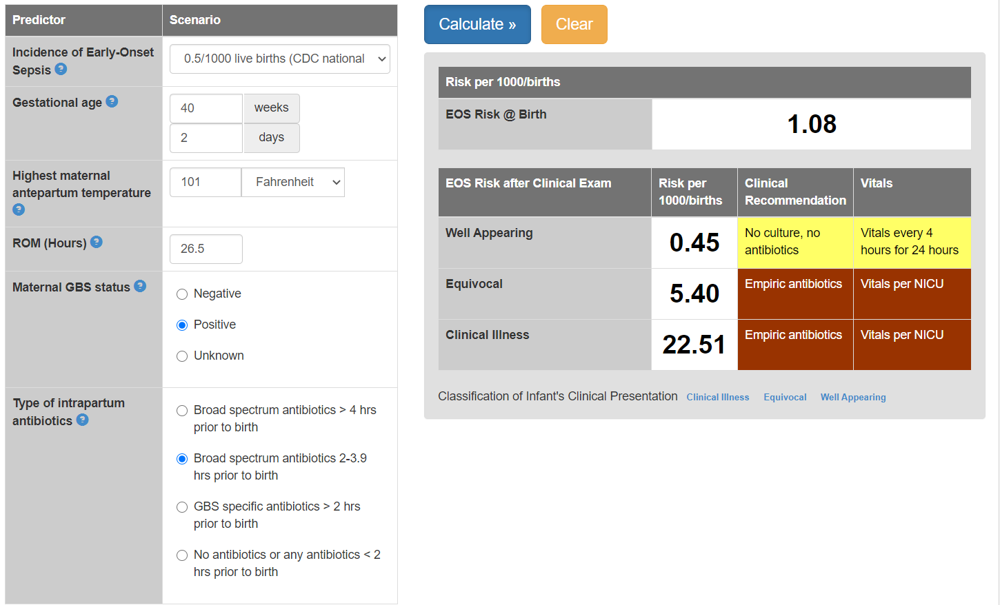 Predictor
Scenario
Incidence of Early-Onset
Sepsis ?
0.5/1000 live births (CDC national
Gestational age ?
40
weeks
2
days
Highest maternal
antepartum temperature
?
101
Fahrenheit
ROM (Hours) ?
26.5
Maternal GBS status ?
Negative
Positive
Unknown
Type of intrapartum
antibiotics ?
Broad spectrum antibiotics > 4 hrs
prior to birth
Broad spectrum antibiotics 2-3.9
hrs prior to birth
GBS specific antibiotics > 2 hrs
prior to birth
No antibiotics or any antibiotics < 2
hrs prior to birth
Calculate »
Clear
Risk per 1000/births
EOS Risk @ Birth
1.08
EOS Risk after Clinical Exam
Risk per
1000/births
Clinical
Recommendation
Vitals
Well Appearing
0.45
No culture, no
antibiotics
Vitals every 4
hours for 24 hours
Equivocal
5.40
Empiric antibiotics
Vitals per NICU
Clinical Illness
22.51
Empiric antibiotics
Vitals per NICU
Classification of Infant's Clinical Presentation Clinical Illness Equivocal Well Appearing